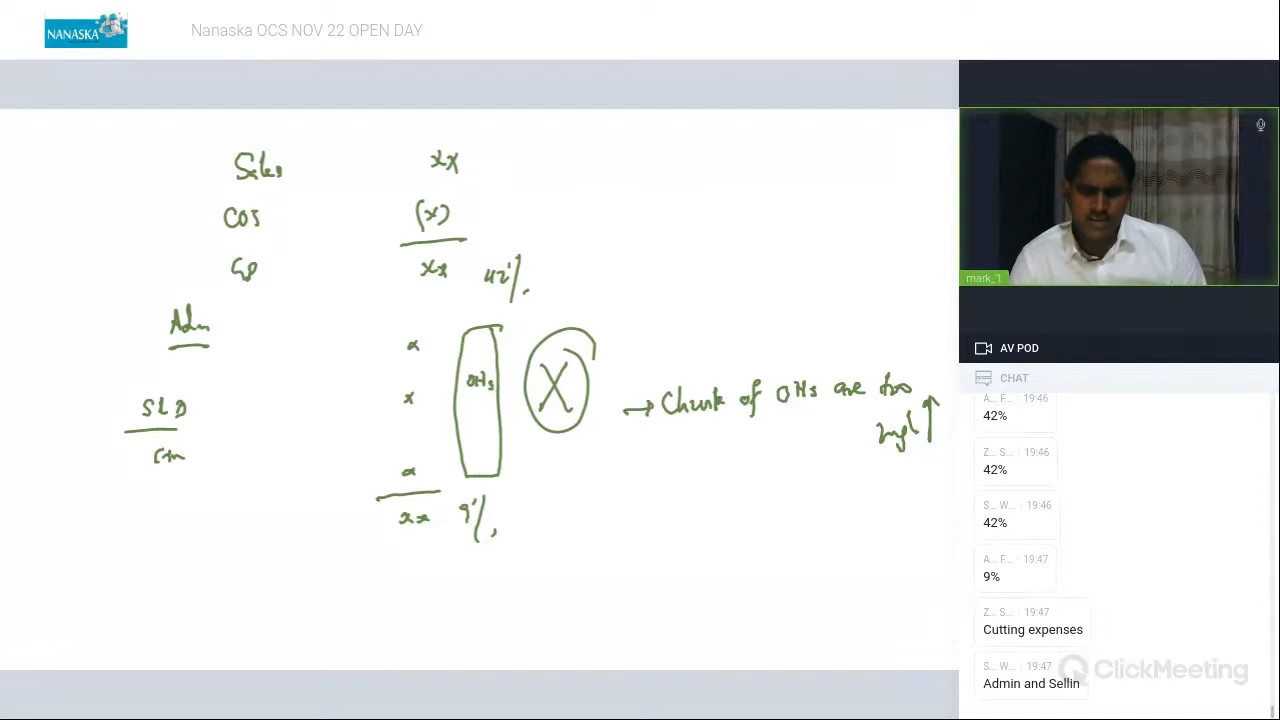 NANASKA
Nanaska OCS NOV 22 OPEN DAY
Sales xx
COS (x)
GP xx 42%.
Adm x
OHs
x X
S&D
→ Chunk of OHs are too
high ↑
x
xx 9%.
mark_1
AV POD
CHAT
A... F... 19:46
42%
Z... S... 19:46
42%
S... W... 19:46
42%
A... F... 19:47
9%
Z... S... 19:47
Cutting expenses
S... W... 19:47
Admin and Sellin
ClickMeeting